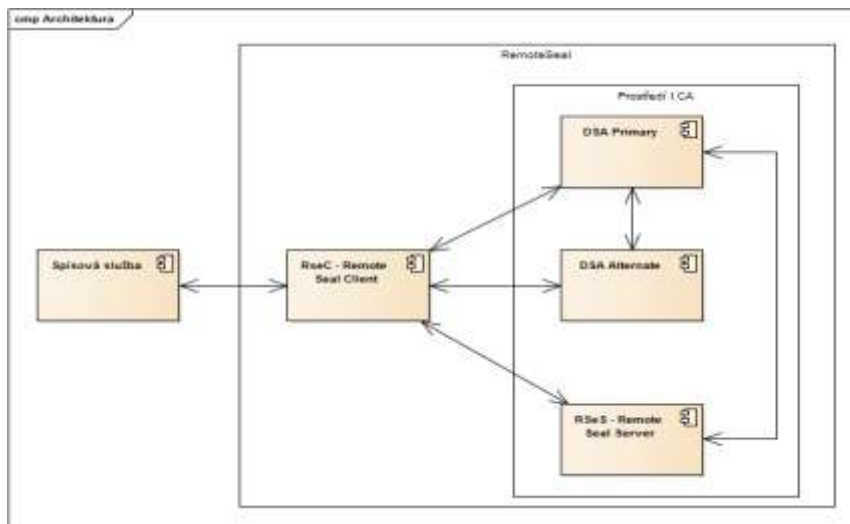 cmp Architektura
RemoteSeal
Prostředí I.CA
DSA Primary
Spisová služba
RseC - Remote
Seal Client
DSA Alternate
RSeS - Remote
Seal Server